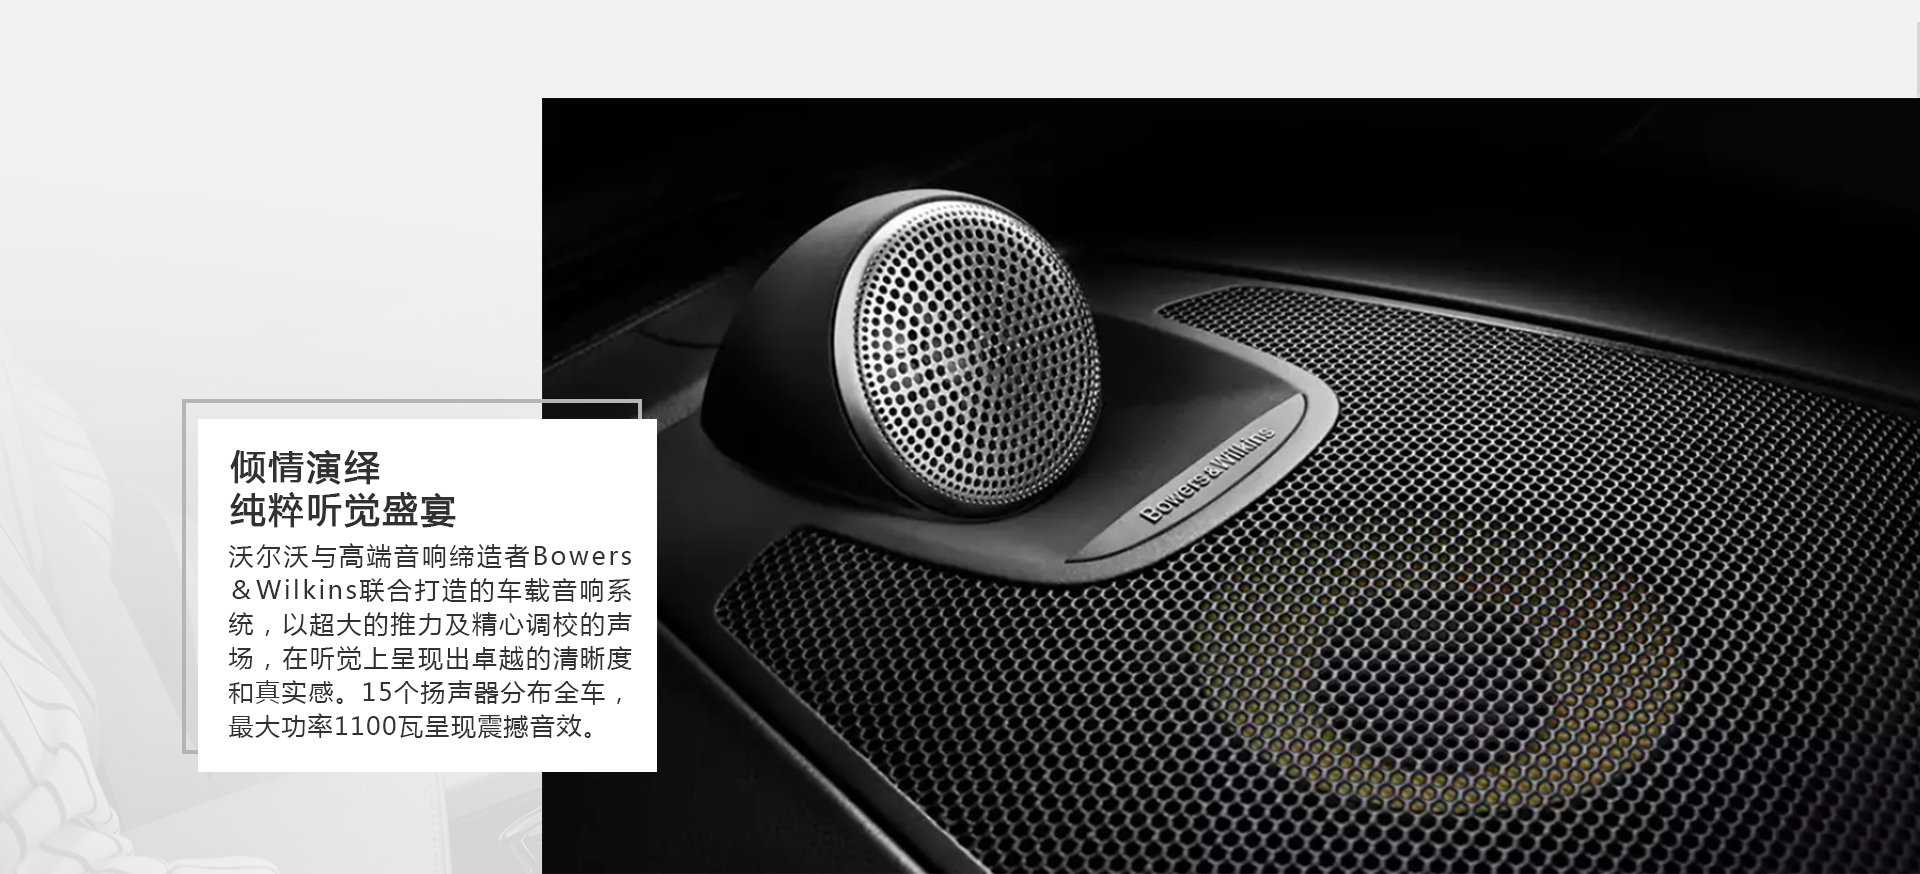 倾情演绎
纯粹听觉盛宴
沃尔沃与高端音响缔造者Bowers
&Wilkins联合打造的车载音响系
统，以超大的推力及精心调校的声
场，在听觉上呈现出卓越的清晰度
和真实感。15个扬声器分布全车，
最大功率1100瓦呈现震撼音效。
Bowers&Wilkins